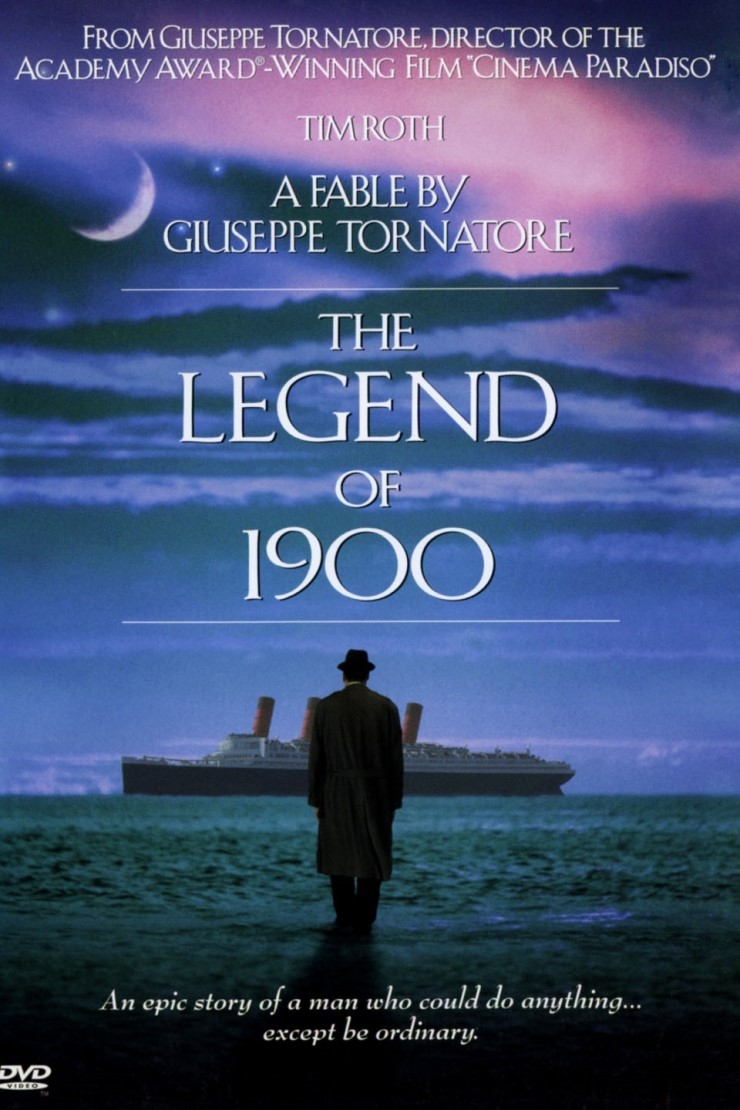 FROM GIUSEPPE TORNATORE, DIRECTOR OF THE
ACADEMY AWARD®-WINNING FILM "CINEMA PARADISO"
TIM ROTH
A FABLE BY
GIUSEPPE TORNATORE
THE
LEGEND
OF
1900
An epic story of a man who could do anything...
except be ordinary.
DVD
VIDEO
TM